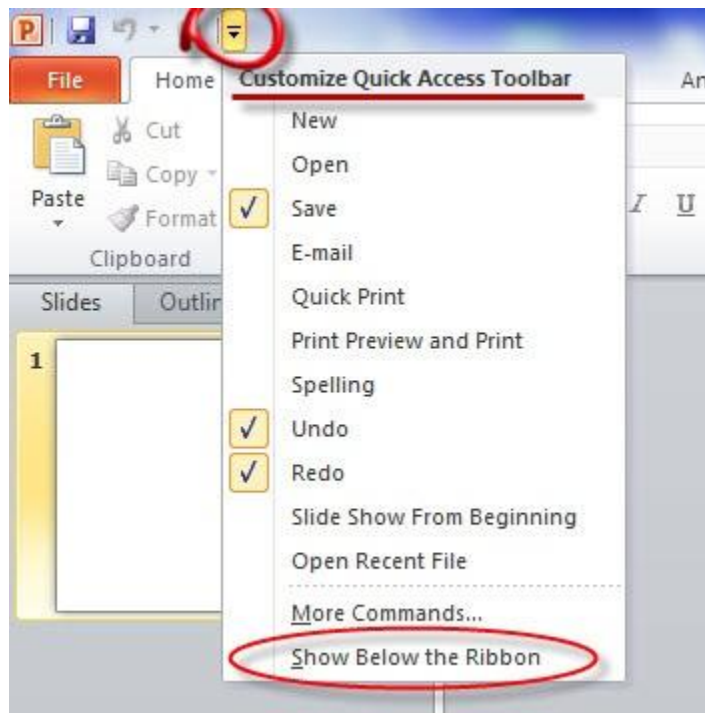 P
File Home Customize Quick Access Toolbar
Cut New
Copy Open
Paste Format Save I U
E-mail
Clipboard
Quick Print
Slides
Print Preview and Print
1
Spelling
Undo
Redo
Slide Show From Beginning
Open Recent File
More Commands...
Show Below the Ribbon